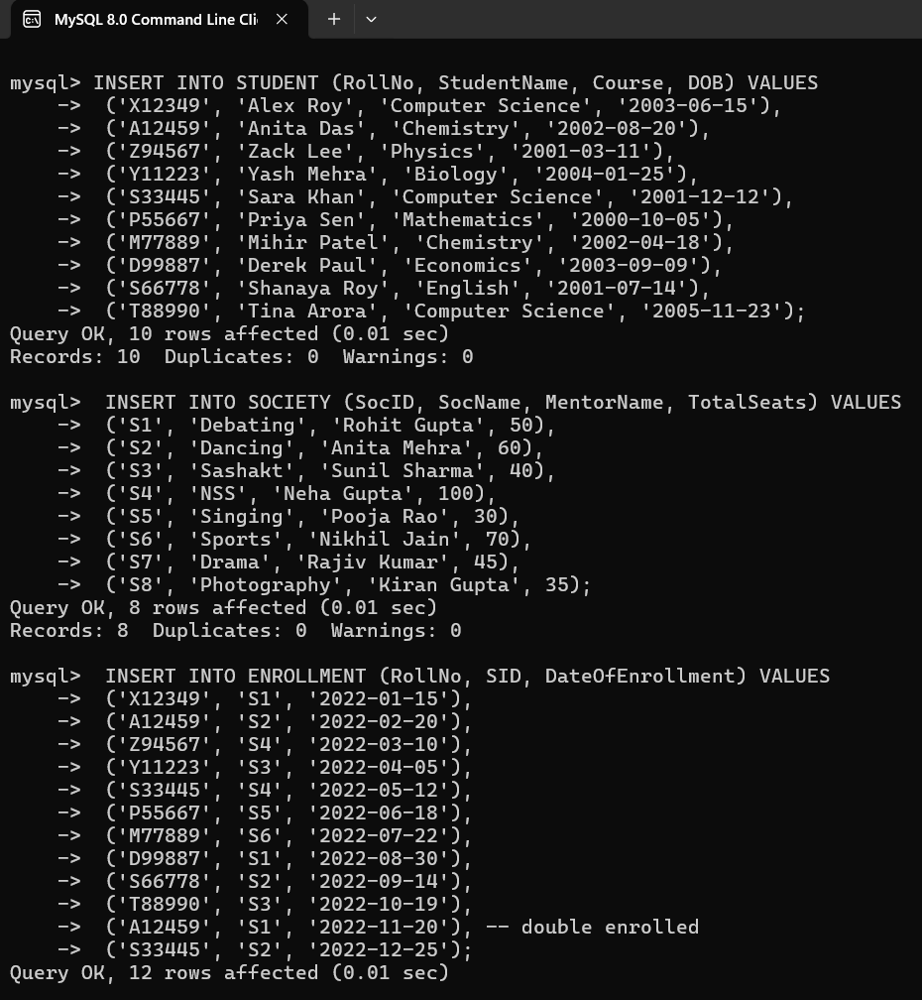 MySQL 8.0 Command Line Cli
mysql> INSERT INTO STUDENT (RollNo, StudentName, Course, DOB) VALUES
    ->  ('X12349', 'Alex Roy', 'Computer Science', '2003-06-15'),
    ->  ('A12459', 'Anita Das', 'Chemistry', '2002-08-20'),
    ->  ('Z94567', 'Zack Lee', 'Physics', '2001-03-11'),
    ->  ('Y11223', 'Yash Mehra', 'Biology', '2004-01-25'),
    ->  ('S33445', 'Sara Khan', 'Computer Science', '2001-12-12'),
    ->  ('P55667', 'Priya Sen', 'Mathematics', '2000-10-05'),
    ->  ('M77889', 'Mihir Patel', 'Chemistry', '2002-04-18'),
    ->  ('D99887', 'Derek Paul', 'Economics', '2003-09-09'),
    ->  ('S66778', 'Shanaya Roy', 'English', '2001-07-14'),
    ->  ('T88990', 'Tina Arora', 'Computer Science', '2005-11-23');
Query OK, 10 rows affected (0.01 sec)
Records: 10  Duplicates: 0  Warnings: 0
mysql>  INSERT INTO SOCIETY (SocID, SocName, MentorName, TotalSeats) VALUES
    ->  ('S1', 'Debating', 'Rohit Gupta', 50),
    ->  ('S2', 'Dancing', 'Anita Mehra', 60),
    ->  ('S3', 'Sashakt', 'Sunil Sharma', 40),
    ->  ('S4', 'NSS', 'Neha Gupta', 100),
    ->  ('S5', 'Singing', 'Pooja Rao', 30),
    ->  ('S6', 'Sports', 'Nikhil Jain', 70),
    ->  ('S7', 'Drama', 'Rajiv Kumar', 45),
    ->  ('S8', 'Photography', 'Kiran Gupta', 35);
Query OK, 8 rows affected (0.01 sec)
Records: 8  Duplicates: 0  Warnings: 0
mysql>  INSERT INTO ENROLLMENT (RollNo, SID, DateOfEnrollment) VALUES
    ->  ('X12349', 'S1', '2022-01-15'),
    ->  ('A12459', 'S2', '2022-02-20'),
    ->  ('Z94567', 'S4', '2022-03-10'),
    ->  ('Y11223', 'S3', '2022-04-05'),
    ->  ('S33445', 'S4', '2022-05-12'),
    ->  ('P55667', 'S5', '2022-06-18'),
    ->  ('M77889', 'S6', '2022-07-22'),
    ->  ('D99887', 'S1', '2022-08-30'),
    ->  ('S66778', 'S2', '2022-09-14'),
    ->  ('T88990', 'S3', '2022-10-19'),
    ->  ('A12459', 'S1', '2022-11-20'), -- double enrolled
    ->  ('S33445', 'S2', '2022-12-25');
Query OK, 12 rows affected (0.01 sec)